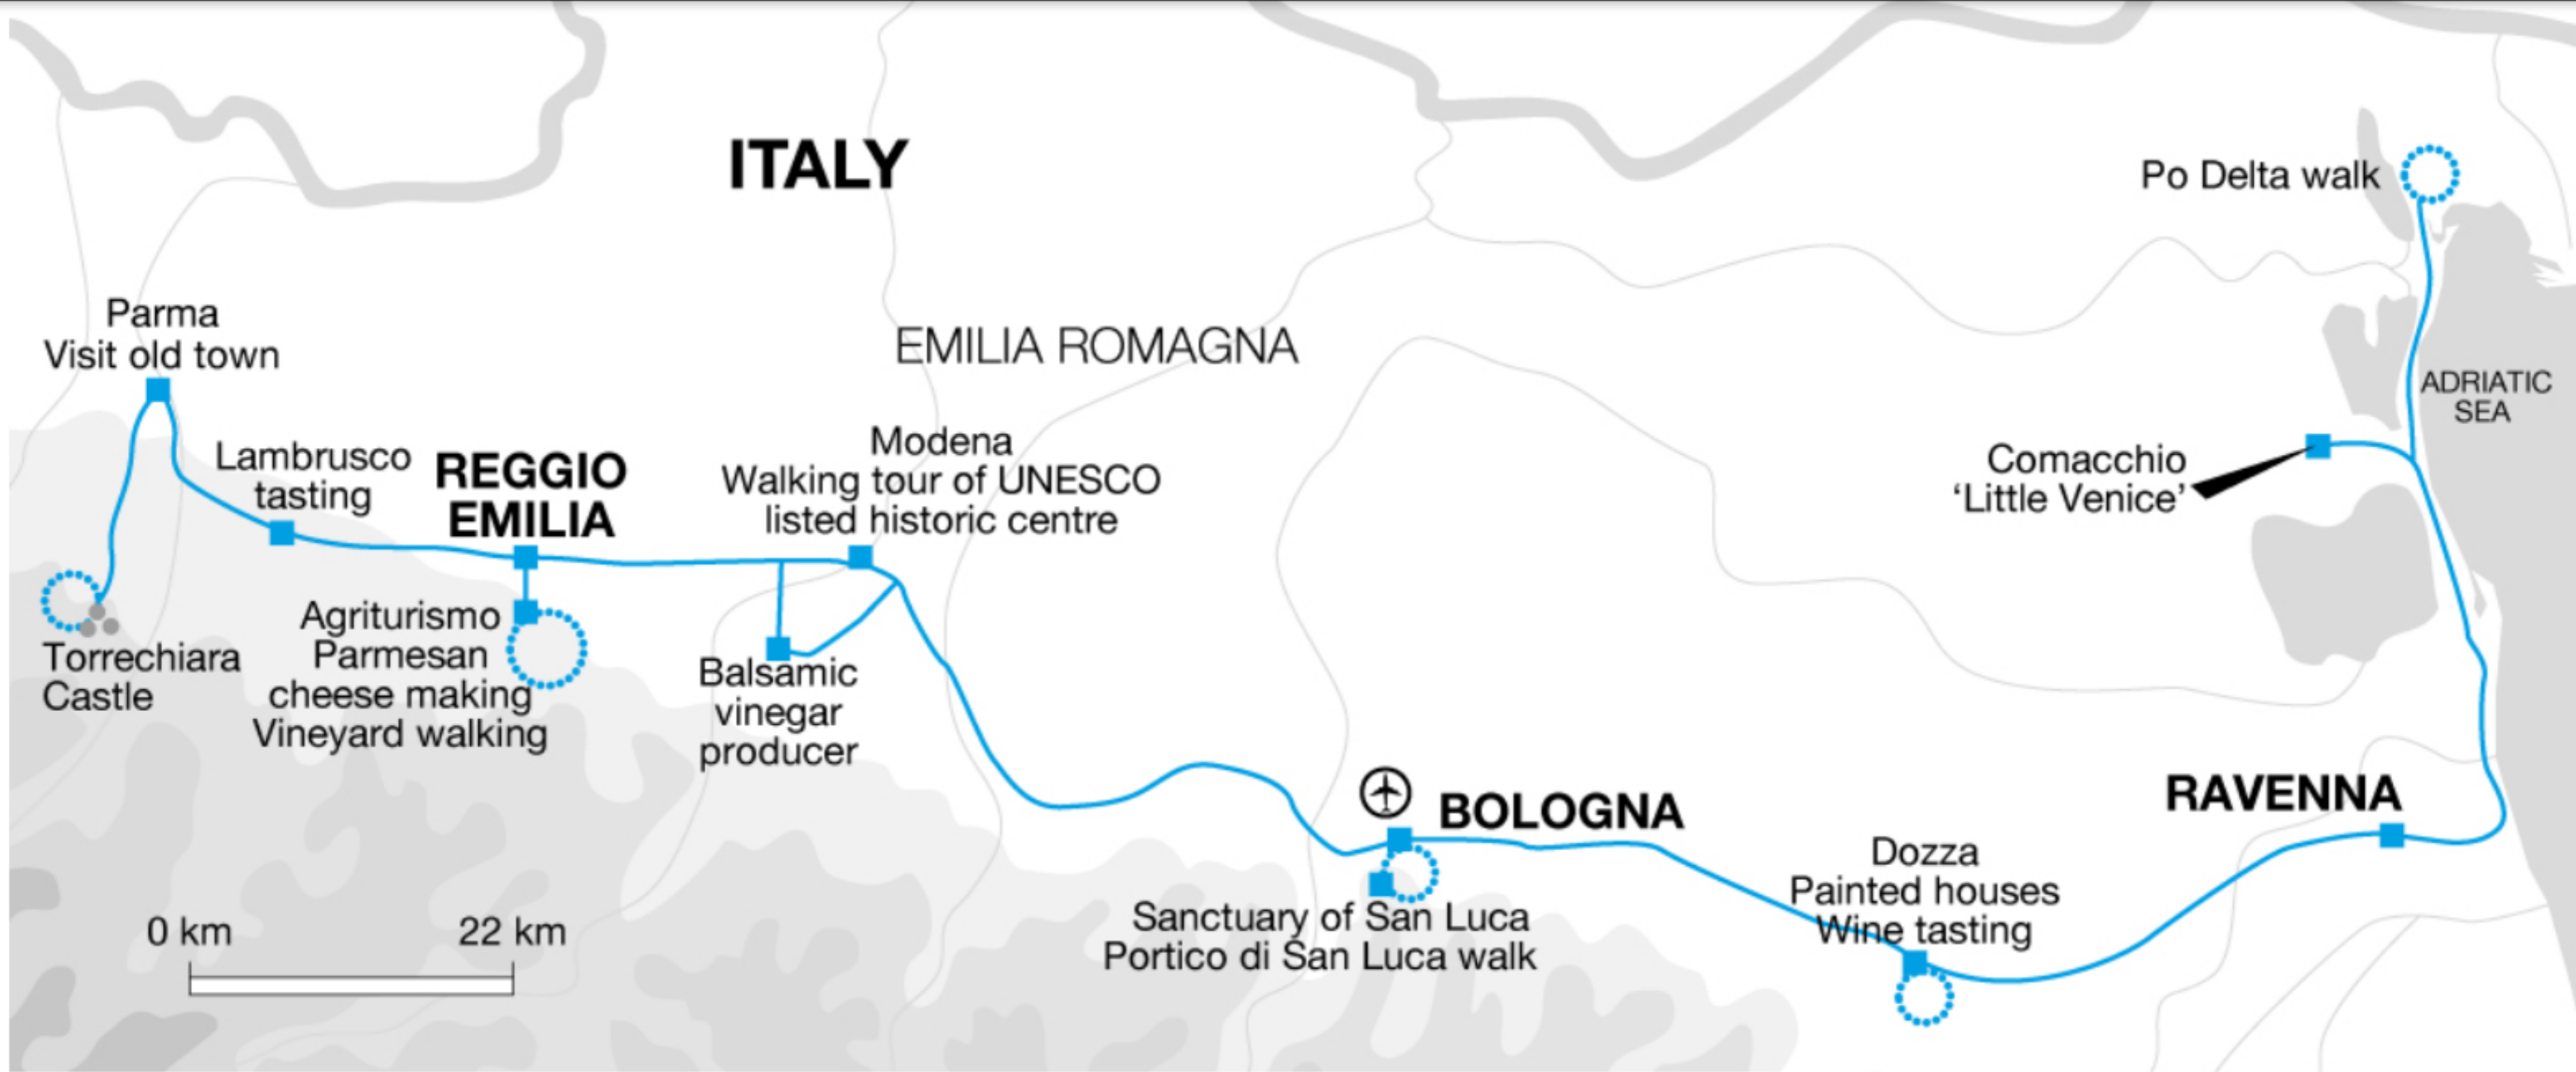 ITALY
Po Delta walk
Parma
Visit old town
EMILIA ROMAGNA
ADRIATIC
SEA
Lambrusco
tasting
REGGIO
EMILIA
Modena
Walking tour of UNESCO
listed historic centre
Comacchio
‘Little Venice’
Torrechiara
Castle
Agriturismo
Parmesan
cheese making
Vineyard walking
Balsamic
vinegar
producer
BOLOGNA
RAVENNA
Dozza
Painted houses
Wine tasting
Sanctuary of San Luca
Portico di San Luca walk
0 km 22 km